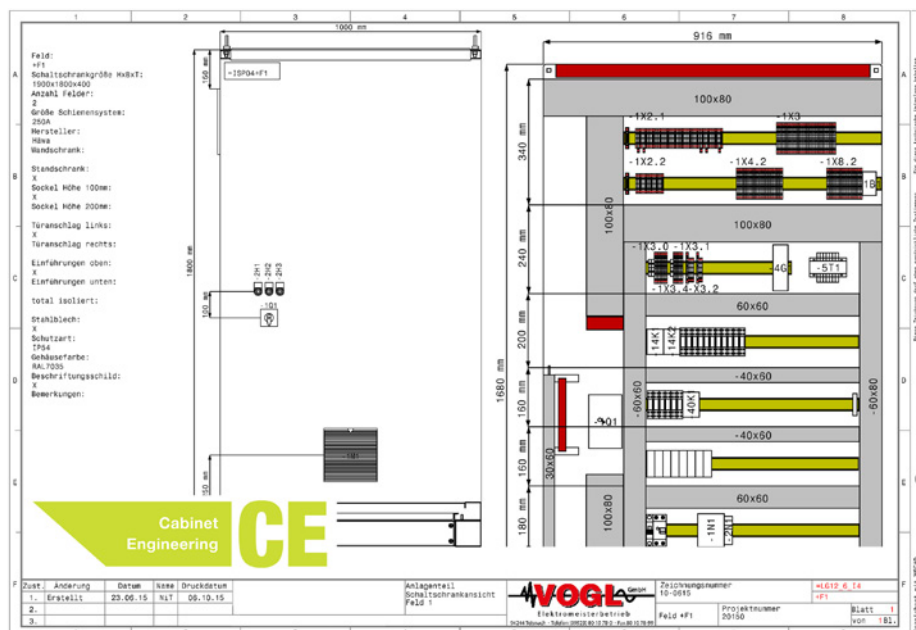 1 2 3 4 5 6 7 8
Feld:
+F1
Schaltschrankgröße HxBxT:
1900x1800x400
Anzahl Felder:
2
Größe Schienensystem:
250A
Hersteller:
Häwa
Wandschrank:
Standschrank:
X
Sockel Höhe 100mm:
X
Sockel Höhe 200mm:
Türanschlag links:
X
Türanschlag rechts:
Einführungen oben:
X
Einführungen unten:
total isoliert:
Stahlblech:
X
Schutzart:
IP54
Gehäusefarbe:
RAL7035
Beschriftungsschild:
X
Bemerkungen:
A
B
C
D
E
F
1000 mm
150 mm
-ISP04+F1
1800 mm
-2H1 -2H2 -2H3
100 mm
-1Q1
Cabinet
Engineering
CE
916 mm
100x80
-1X2.1 -1X3
340 mm
-1X2.2 -1X4.2 -1X8.2
100x80
100x80
240 mm
-1X3.0 -1X3.1
-4G -5T1
-1X3.4 -X3.2
60x60
200 mm
14K1 14K2
1680 mm
-40x60
160 mm
-60x60
-40K1
-60x80
-1Q1
-40x60
160 mm
30x60
60x60
180 mm
100x80
-1N1
-2N1
A
B
C
D
E
F
Zust. Änderung Datum Name Druckdatum
1. Erstellt 23.06.15 NiT 08.10.15
2.
3.
Anlagenteil
Schaltschrankansicht
Feld 1
VOGL GmbH
Elektromeisterbetrieb
Zeichnungsnummer
10-0615
Feld +F1
Projektnummer
20150
+F1
Blatt 1
von 1Bl.